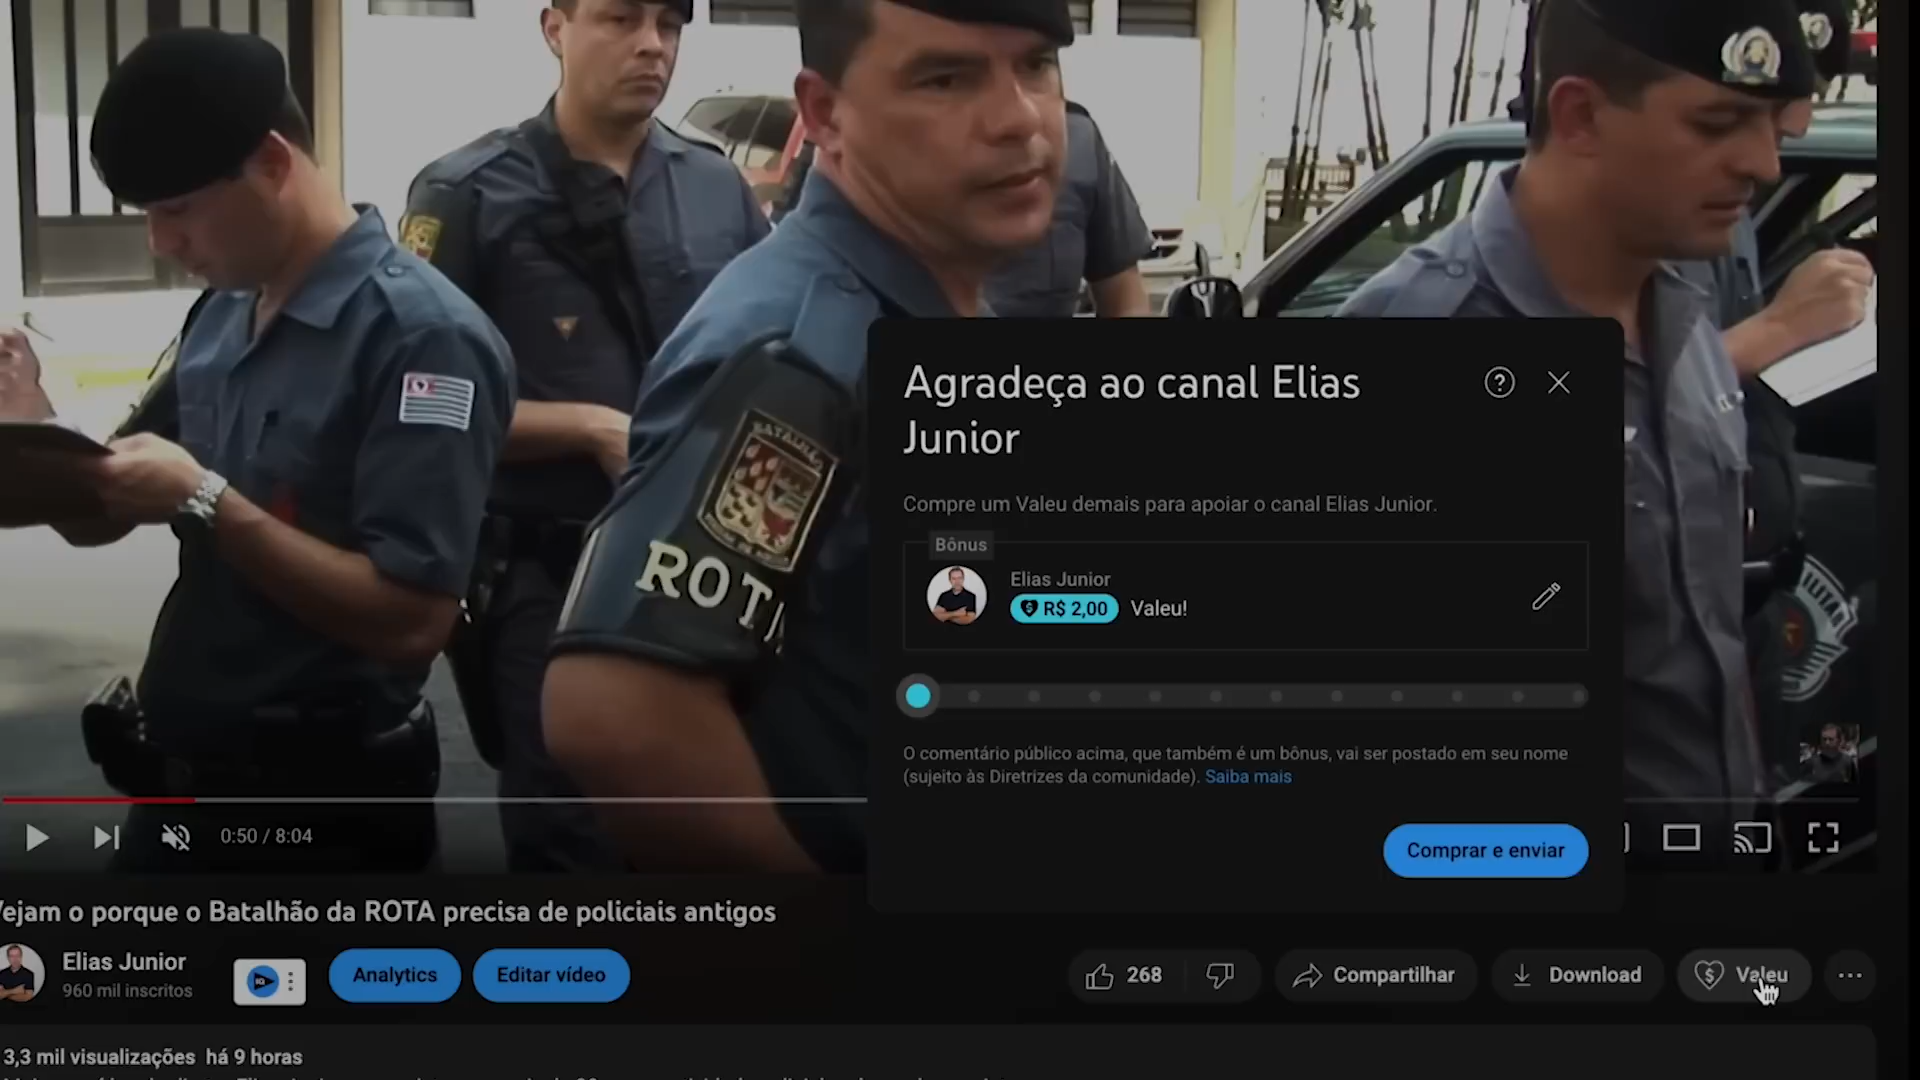 BATALHÃO
ROTA
Agradeça ao canal Elias
Junior
Compre um Valeu demais para apoiar o canal Elias Junior.
Bônus
Elias Junior
R$ 2,00 Valeu!
O comentário público acima, que também é um bônus, vai ser postado em seu nome
(sujeito às Diretrizes da comunidade). Saiba mais
Comprar e enviar
0:50 / 8:04
Vejam o porque o Batalhão da ROTA precisa de policiais antigos
Elias Junior
960 mil inscritos
Analytics
Editar vídeo
268
Compartilhar
Download
Valeu
3,3 mil visualizações há 9 horas